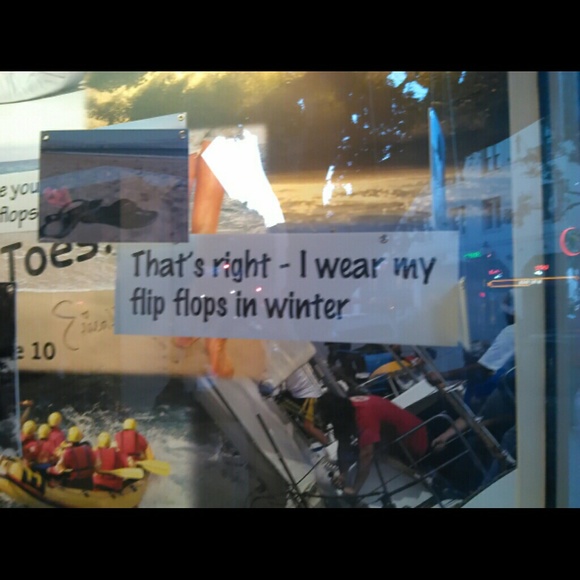 e you
flops
Toes.
That's right - I wear my
flip flops in winter
e 10